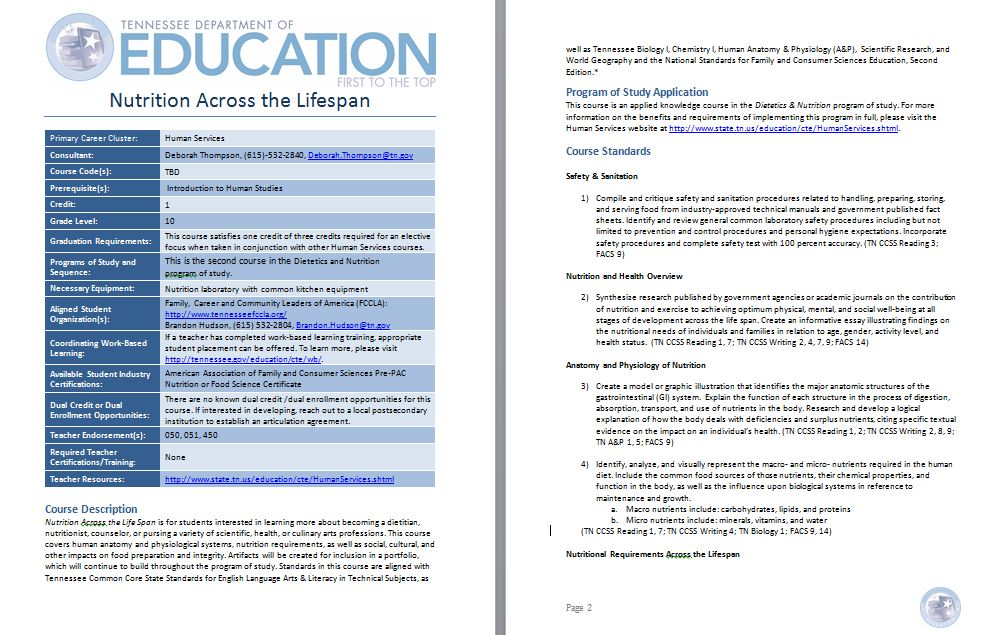 TENNESSEE DEPARTMENT OF
EDUCATION
FIRST TO THE TOP
Nutrition Across the Lifespan
Primary Career Cluster: Human Services
Consultant: Deborah Thompson, (615)-532-2840, Deborah.Thompson@tn.gov
Course Code(s): TBD
Prerequisite(s): Introduction to Human Studies
Credit: 1
Grade Level: 10
Graduation Requirements: This course satisfies one credit of three credits required for an elective
focus when taken in conjunction with other Human Services courses.
Programs of Study and
Sequence:
This is the second course in the Dietetics and Nutrition
program of study.
Necessary Equipment: Nutrition laboratory with common kitchen equipment
Aligned Student
Organization(s):
Family, Career and Community Leaders of America (FCCLA):
http://www.tennesseefccla.org/
Brandon Hudson, (615) 532-2804, Brandon.Hudson@tn.gov
Coordinating Work-Based
Learning:
If a teacher has completed work-based learning training, appropriate
student placement can be offered. To learn more, please visit
http://tennessee.gov/education/cte/wb/.
Available Student Industry
Certifications:
American Association of Family and Consumer Sciences Pre-PAC
Nutrition or Food Science Certificate
Dual Credit or Dual
Enrollment Opportunities:
There are no known dual credit /dual enrollment opportunities for this
course. If interested in developing, reach out to a local postsecondary
institution to establish an articulation agreement.
Teacher Endorsement(s): 050, 051, 450
Required Teacher
Certifications/Training:
None
Teacher Resources: http://www.state.tn.us/education/cte/HumanServices.shtml
Course Description
Nutrition Across the Life Span is for students interested in learning more about becoming a dietitian,
nutritionist, counselor, or pursing a variety of scientific, health, or culinary arts professions. This course
covers human anatomy and physiological systems, nutrition requirements, as well as social, cultural, and
other impacts on food preparation and integrity. Artifacts will be created for inclusion in a portfolio,
which will continue to build throughout the program of study. Standards in this course are aligned with
Tennessee Common Core State Standards for English Language Arts & Literacy in Technical Subjects, as
well as Tennessee Biology I, Chemistry I, Human Anatomy & Physiology (A&P), Scientific Research, and
World Geography and the National Standards for Family and Consumer Sciences Education, Second
Edition.*
Program of Study Application
This course is an applied knowledge course in the Dietetics & Nutrition program of study. For more
information on the benefits and requirements of implementing this program in full, please visit the
Human Services website at http://www.state.tn.us/education/cte/HumanServices.shtml.
Course Standards
Safety & Sanitation
1) Compile and critique safety and sanitation procedures related to handling, preparing, storing,
and serving food from industry-approved technical manuals and government published fact
sheets. Identify and review general common laboratory safety procedures including but not
limited to prevention and control procedures and personal hygiene expectations. Incorporate
safety procedures and complete safety test with 100 percent accuracy. (TN CCSS Reading 3;
FACS 9)
Nutrition and Health Overview
2) Synthesize research published by government agencies or academic journals on the contribution
of nutrition and exercise to achieving optimum physical, mental, and social well-being at all
stages of development across the life span. Create an informative essay illustrating findings on
the nutritional needs of individuals and families in relation to age, gender, activity level, and
health status. (TN CCSS Reading 1, 7; TN CCSS Writing 2, 4, 7, 9; FACS 14)
Anatomy and Physiology of Nutrition
3) Create a model or graphic illustration that identifies the major anatomic structures of the
gastrointestinal (GI) system. Explain the function of each structure in the process of digestion,
absorption, transport, and use of nutrients in the body. Research and develop a logical
explanation of how the body deals with deficiencies and surplus nutrients, citing specific textual
evidence on the impact on an individual's health. (TN CCSS Reading 1, 2; TN CCSS Writing 2, 8, 9;
TN A&P 1, 5; FACS 9)
4) Identify, analyze, and visually represent the macro- and micro- nutrients required in the human
diet. Include the common food sources of those nutrients, their chemical properties, and
function in the body, as well as the influence upon biological systems in reference to
maintenance and growth.
a. Macro nutrients include: carbohydrates, lipids, and proteins
b. Micro nutrients include: minerals, vitamins, and water
(TN CCSS Reading 1, 7; TN CCSS Writing 4; TN Biology 1; FACS 9, 14)
Nutritional Requirements Across the Lifespan
Page 2